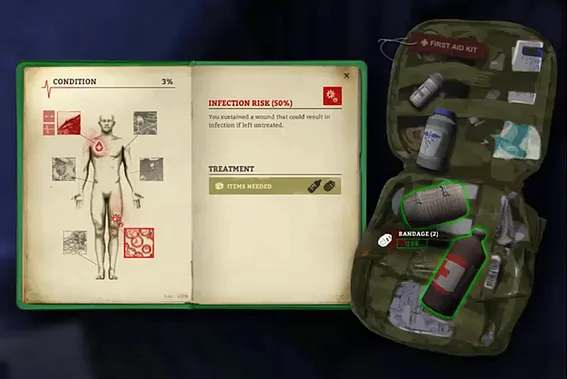 CONDITION 3%
INFECTION RISK (50%)
You sustained a wound that could result in
infection if left untreated.
TREATMENT
ITEMS NEEDED
FIRST AID KIT
BANDAGE (2)